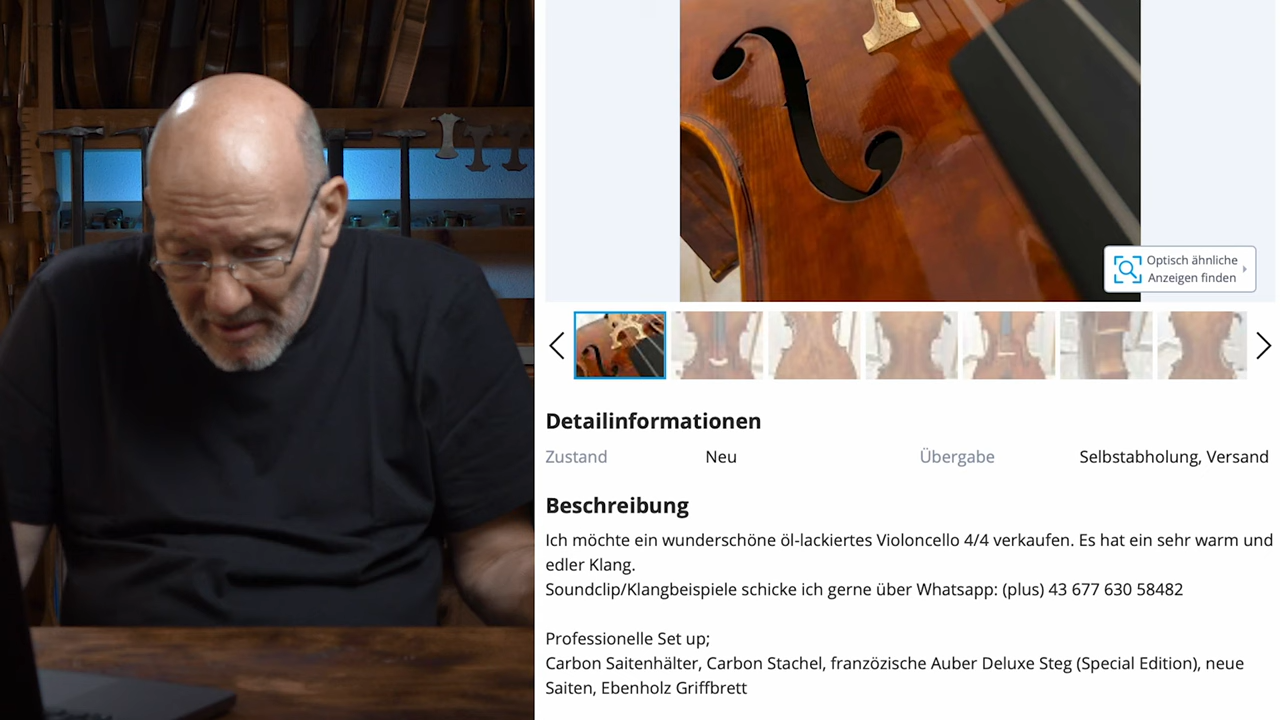 Optisch ähnliche
Anzeigen finden
Detailinformationen
Zustand Neu Übergabe Selbstabholung, Versand
Beschreibung
Ich möchte ein wunderschöne öl-lackiertes Violoncello 4/4 verkaufen. Es hat ein sehr warm und
edler Klang.
Soundclip/Klangbeispiele schicke ich gerne über Whatsapp: (plus) 43 677 630 58482
Professionelle Set up;
Carbon Saitenhälter, Carbon Stachel, französische Auber Deluxe Steg (Special Edition), neue
Saiten, Ebenholz Griffbrett